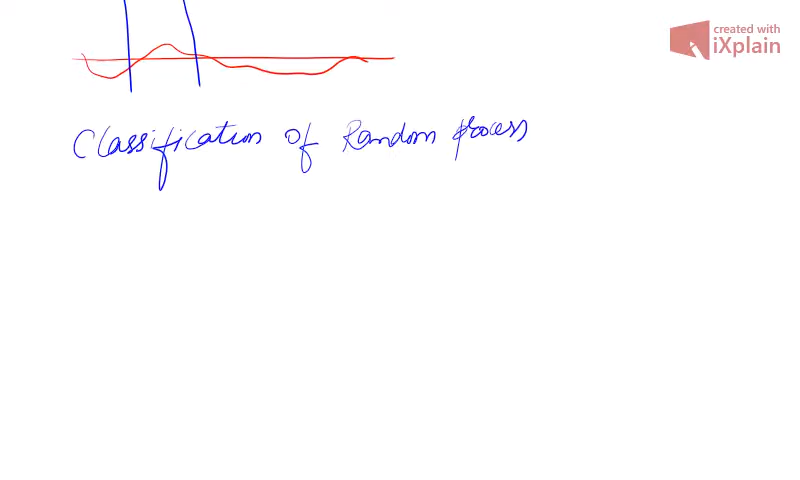 created with
iXplain
Classification of Random process